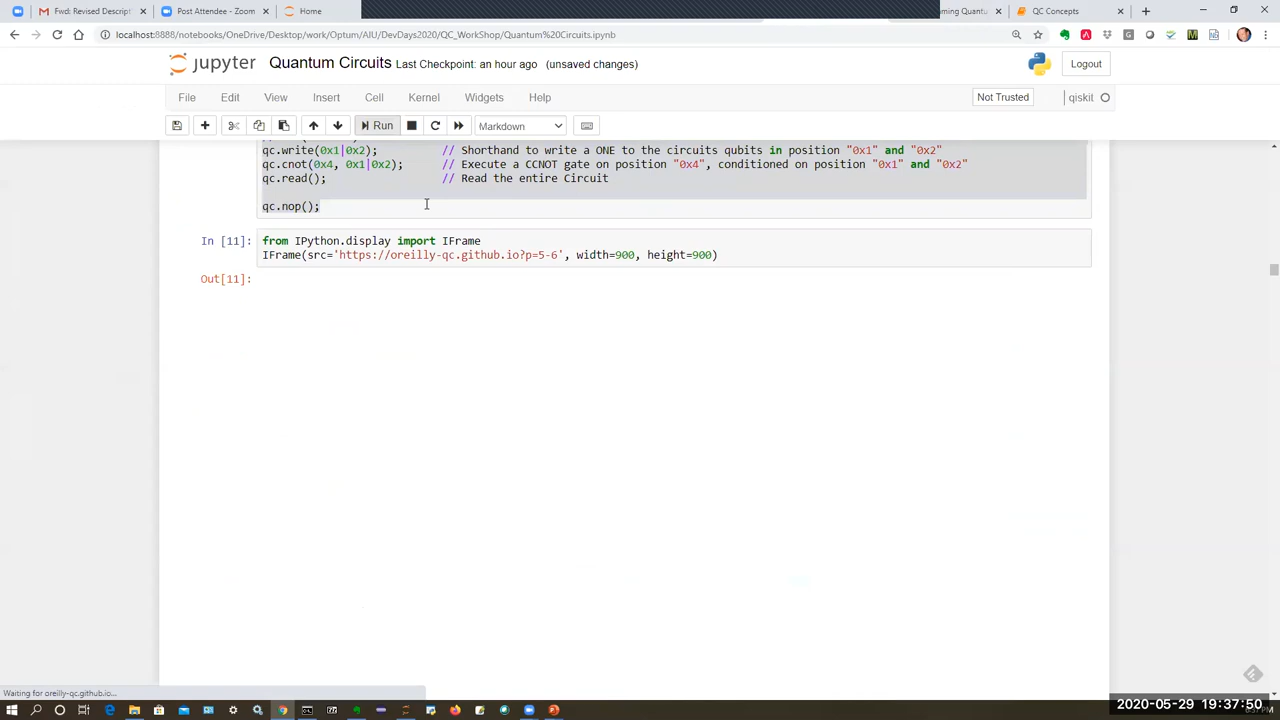 Fwd: Revised Descript
Post Attendee - Zoom
Home
ming Quantu
QC Concepts
localhost:8888/notebooks/OneDrive/Desktop/work/Optum/AIU/DevDays2020/QC_WorkShop/Quantum%20Circuits.ipynb
jupyter Quantum Circuits Last Checkpoint: an hour ago (unsaved changes)
Logout
File Edit View Insert Cell Kernel Widgets Help
Not Trusted
qiskit
Run
Markdown
qc.write(0x1|0x2); // Shorthand to write a ONE to the circuits qubits in position "0x1" and "0x2"
qc.cnot(0x4, 0x1|0x2); // Execute a CCNOT gate on position "0x4", conditioned on position "0x1" and "0x2"
qc.read(); // Read the entire Circuit
qc.nop();
In [11]: from IPython.display import IFrame
IFrame(src='https://oreilly-qc.github.io?p=5-6', width=900, height=900)
Out[11]:
Waiting for oreilly-qc.github.io...
2020-05-29 19:37:50